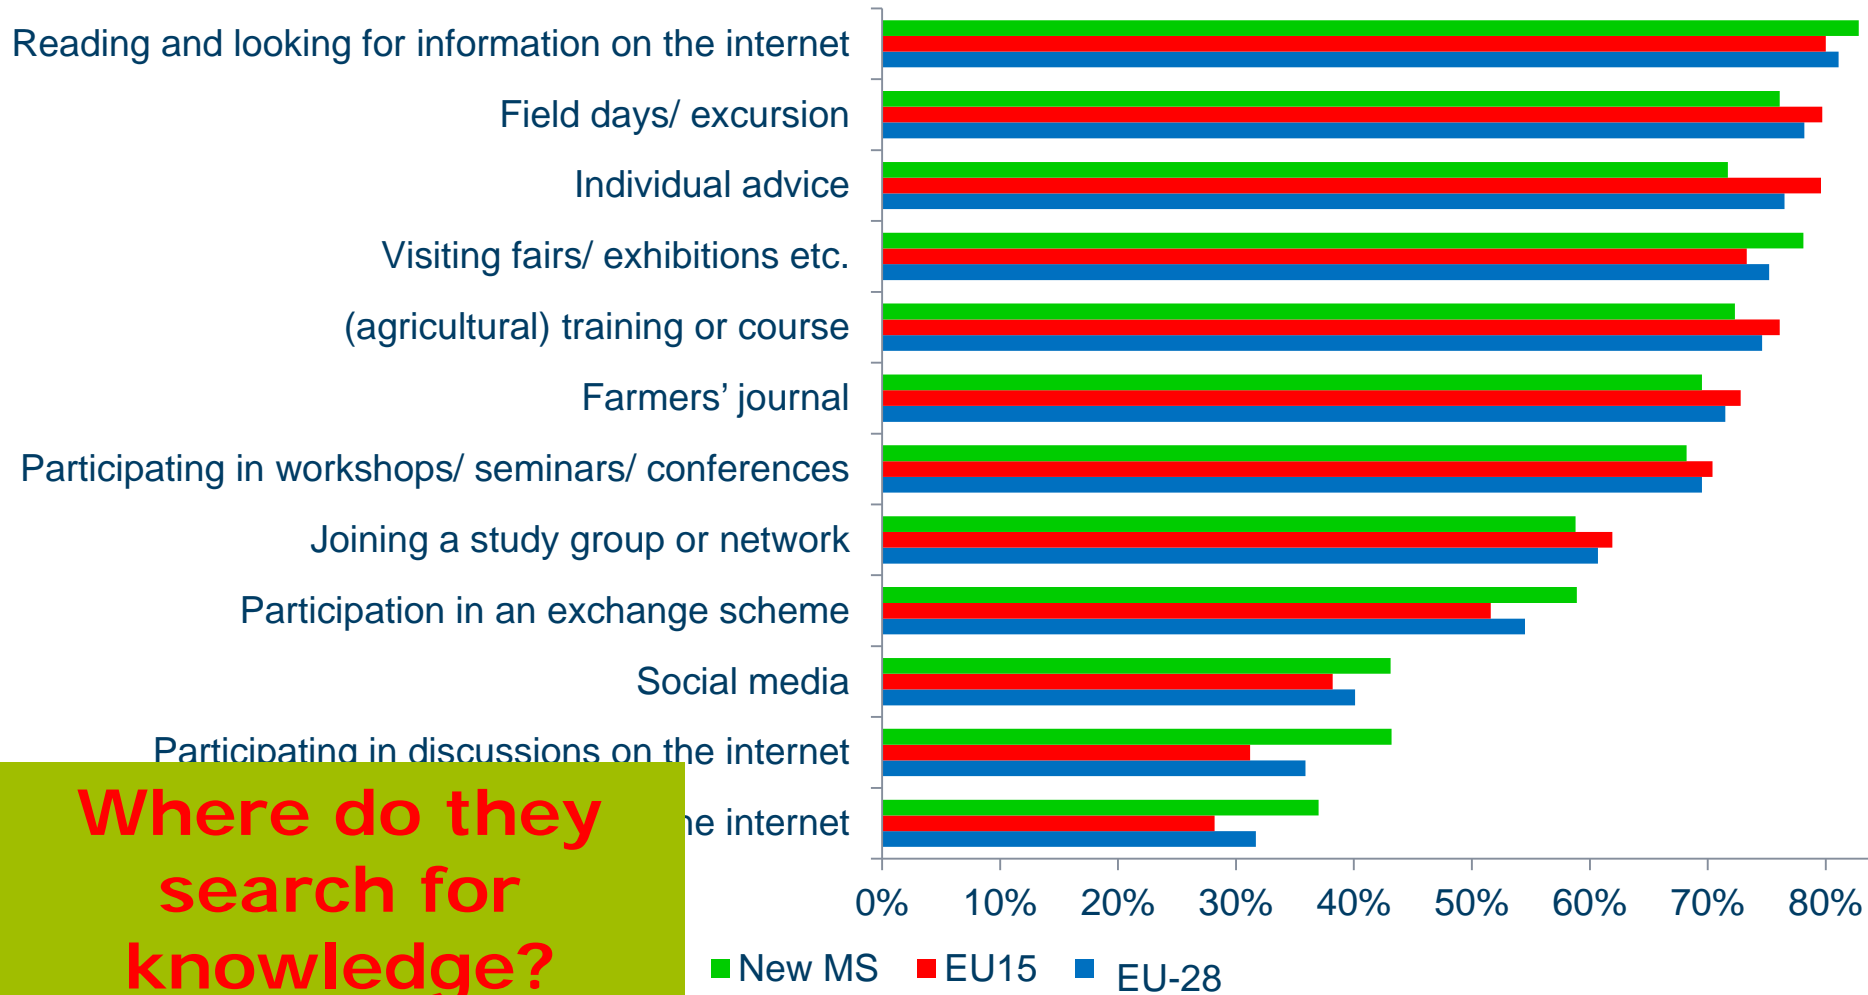 Reading and looking for information on the internet
Field days/ excursion
Individual advice
Visiting fairs/ exhibitions etc.
(agricultural) training or course
Farmers’ journal
Participating in workshops/ seminars/ conferences
Joining a study group or network
Participation in an exchange scheme
Social media
Participating in discussions on the internet
internet
0% 10% 20% 30% 40% 50% 60% 70% 80%
Where do they
search for
knowledge?
New MS EU15 EU-28